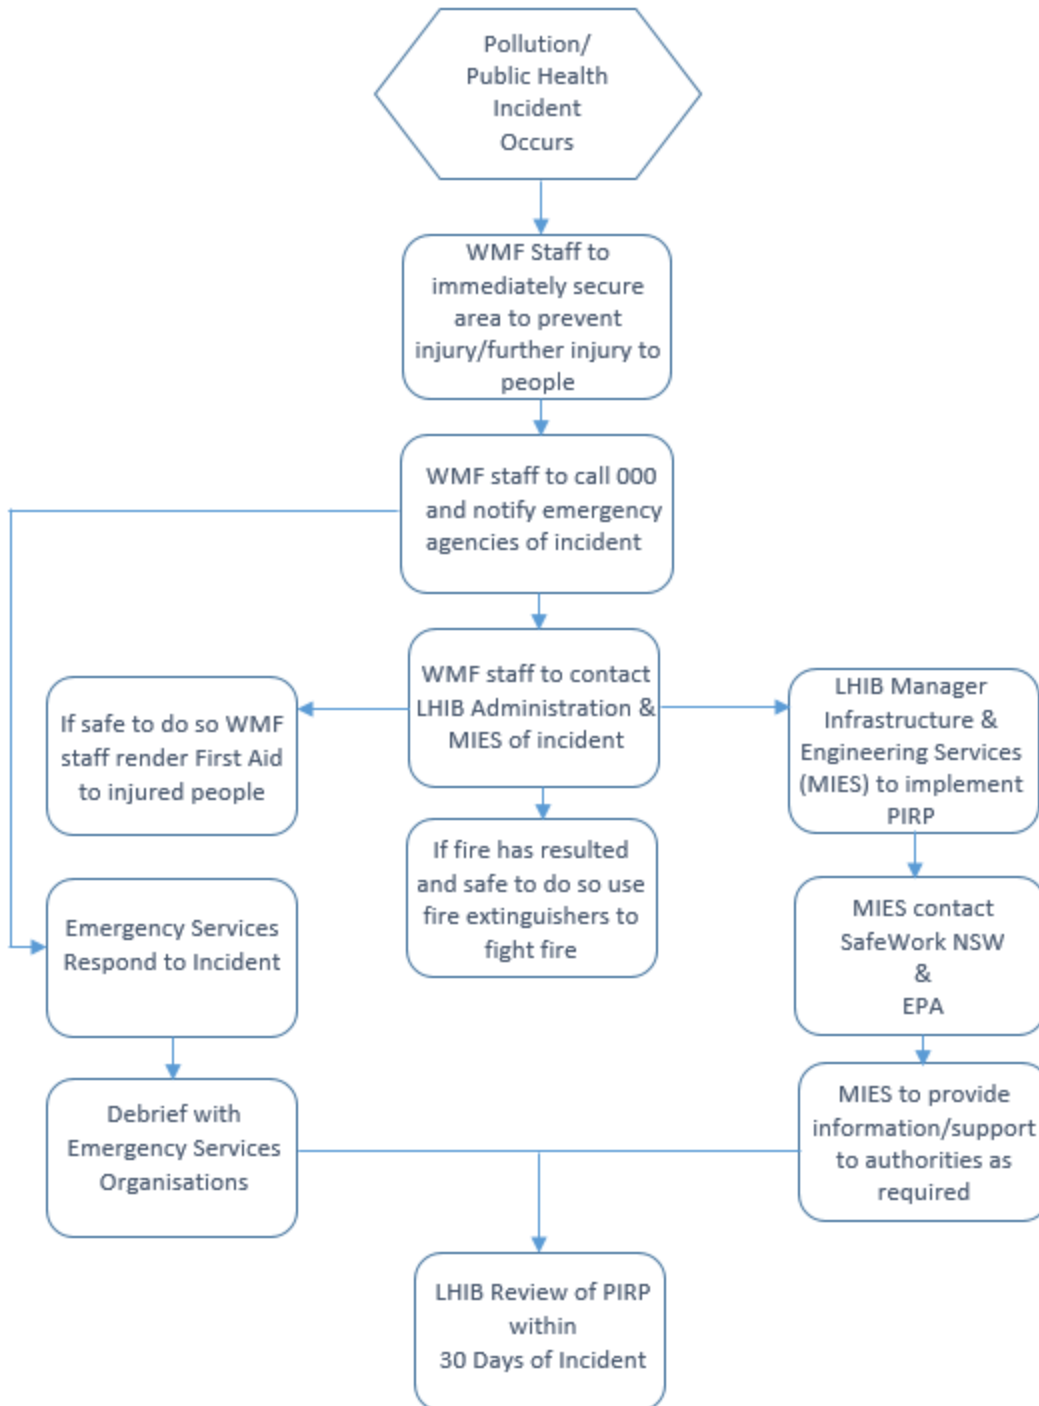 Pollution/
Public Health
Incident
Occurs
WMF Staff to
immediately secure
area to prevent
injury/further injury to
people
WMF staff to call 000
and notify emergency
agencies of incident
WMF staff to contact
LHIB Administration &
MIES of incident
If safe to do so WMF
staff render First Aid
to injured people
LHIB Manager
Infrastructure &
Engineering Services
(MIES) to implement
PIRP
If fire has resulted
and safe to do so use
fire extinguishers to
fight fire
Emergency Services
Respond to Incident
MIES contact
SafeWork NSW
&
EPA
Debrief with
Emergency Services
Organisations
MIES to provide
information/support
to authorities as
required
LHIB Review of PIRP
within
30 Days of Incident